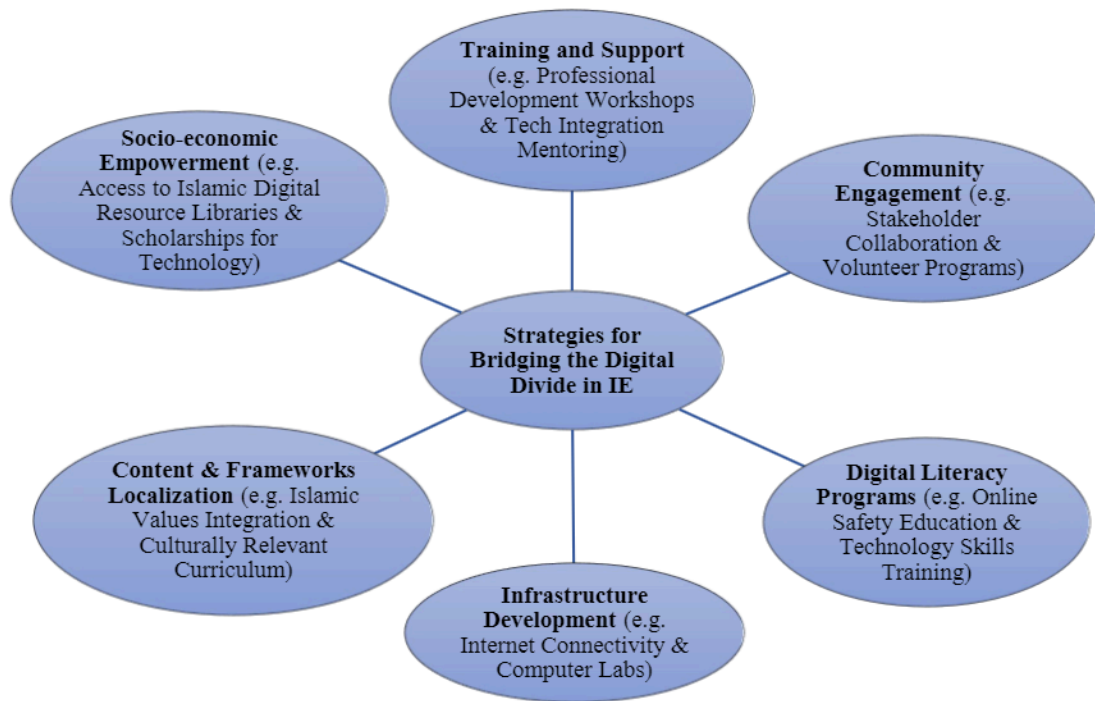 Training and Support
(e.g. Professional
Development Workshops
& Tech Integration
Mentoring)
Socio-economic
Empowerment (e.g.
Access to Islamic Digital
Resource Libraries &
Scholarships for
Technology)
Community
Engagement (e.g.
Stakeholder
Collaboration &
Volunteer Programs)
Strategies for
Bridging the Digital
Divide in IE
Content & Frameworks
Localization (e.g. Islamic
Values Integration &
Culturally Relevant
Curriculum)
Digital Literacy
Programs (e.g. Online
Safety Education &
Technology Skills
Training)
Infrastructure
Development (e.g.
Internet Connectivity &
Computer Labs)